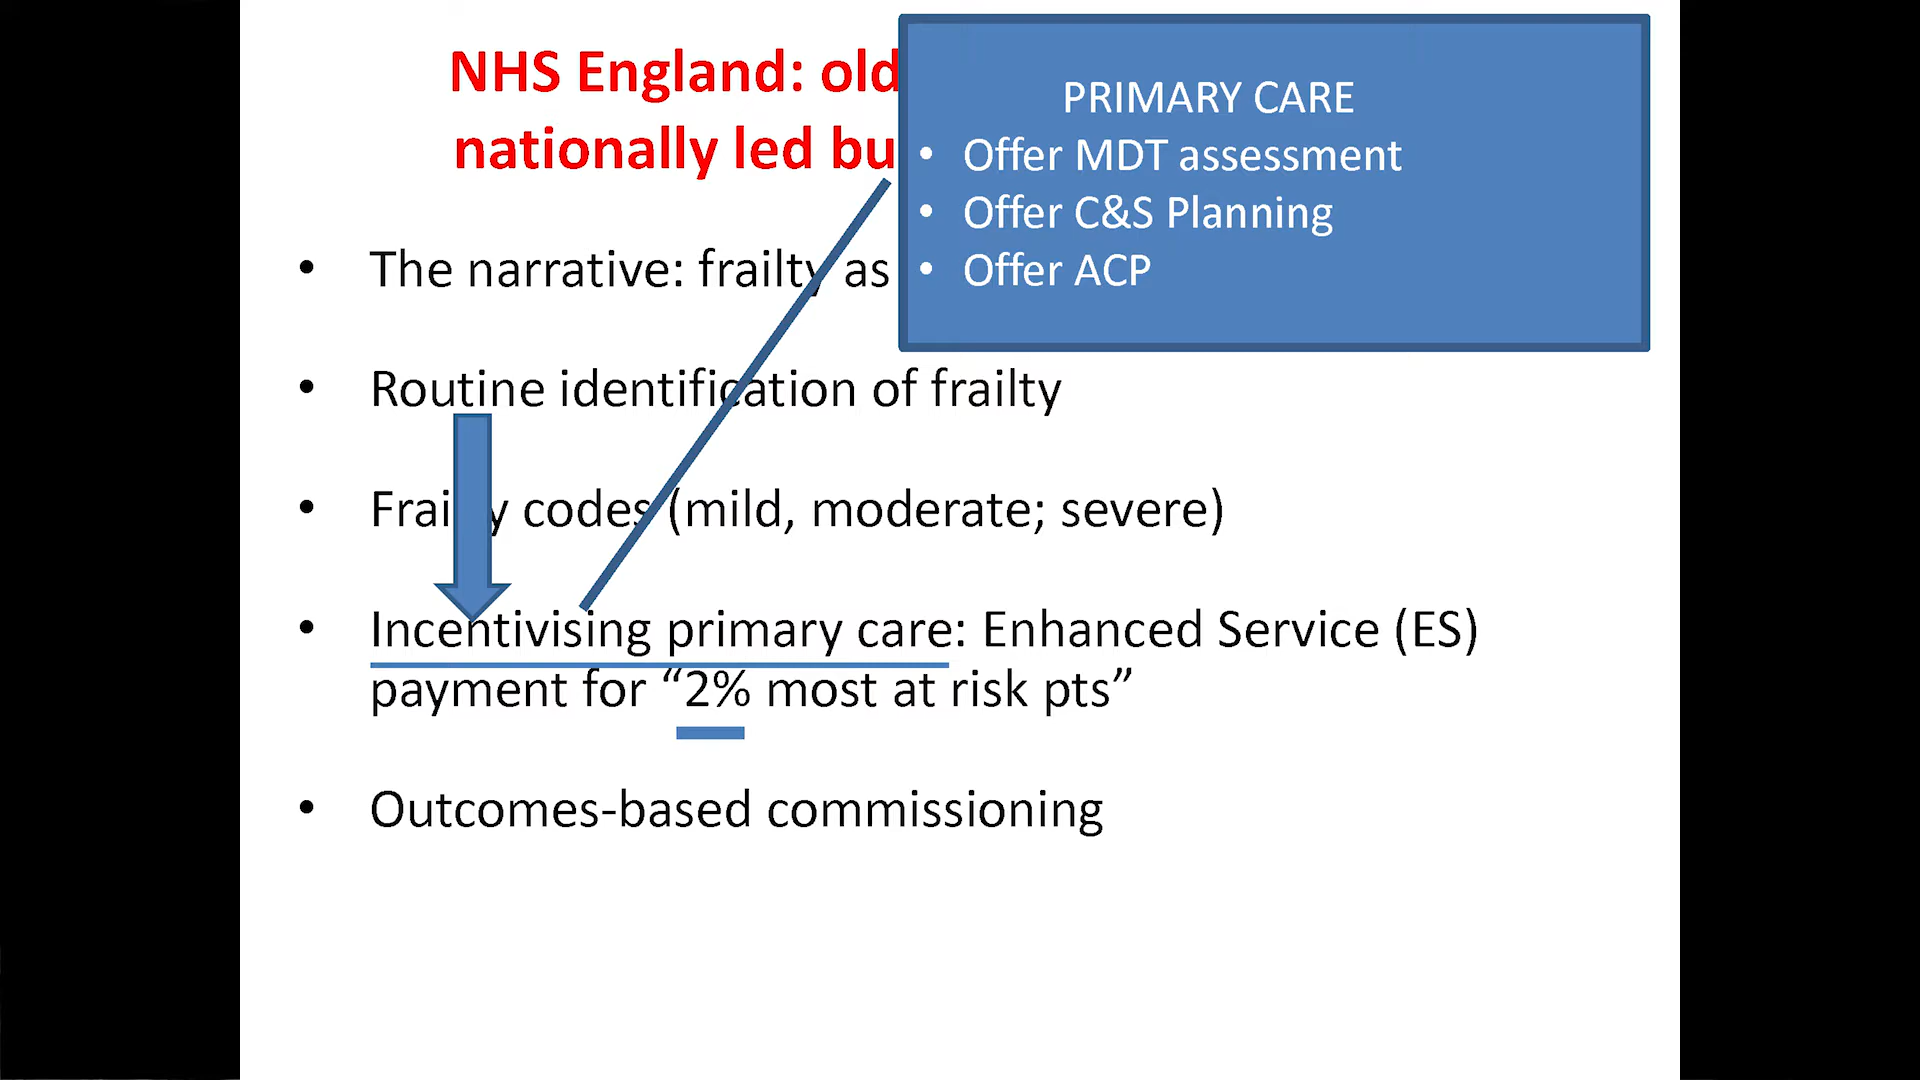 NHS England: old
nationally led bu
PRIMARY CARE
• Offer MDT assessment
• Offer C&S Planning
• Offer ACP
• The narrative: frailty as
• Routine identification of frailty
• Frailty codes (mild, moderate; severe)
• Incentivising primary care: Enhanced Service (ES)
payment for “2% most at risk pts”
• Outcomes-based commissioning